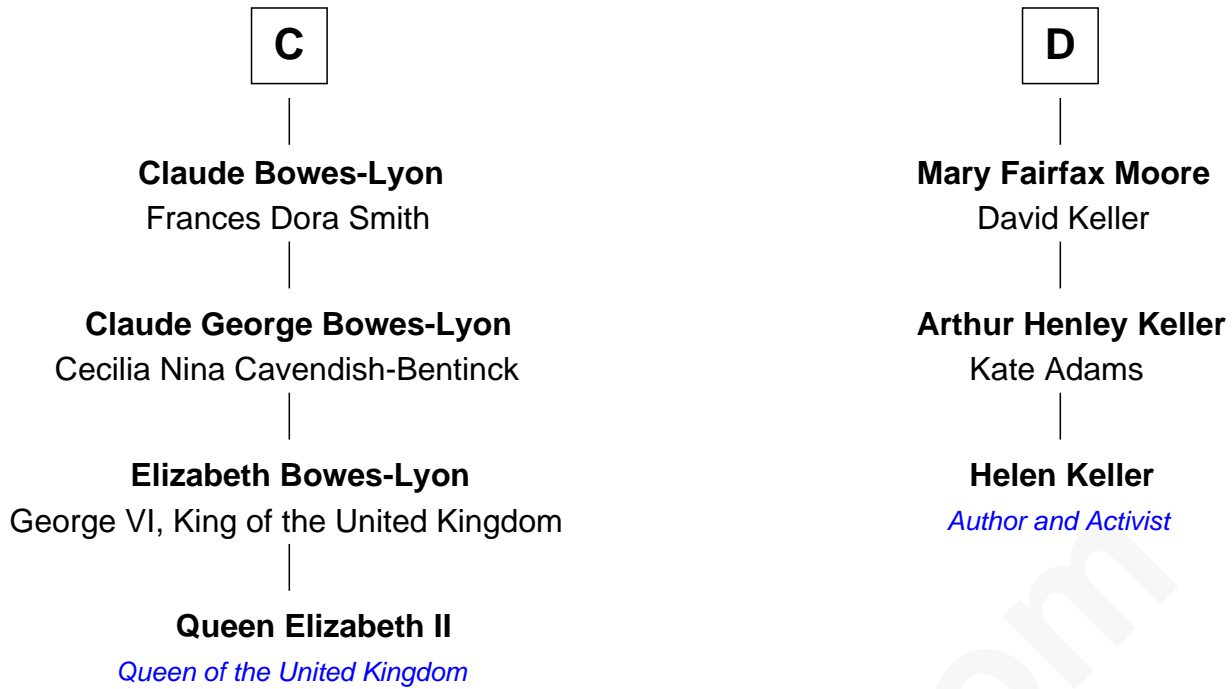 C
Claude Bowes-Lyon
Frances Dora Smith
Claude George Bowes-Lyon
Cecilia Nina Cavendish-Bentinck
Elizabeth Bowes-Lyon
George VI, King of the United Kingdom
Queen Elizabeth II
Queen of the United Kingdom
D
Mary Fairfax Moore
David Keller
Arthur Henley Keller
Kate Adams
Helen Keller
Author and Activist
om